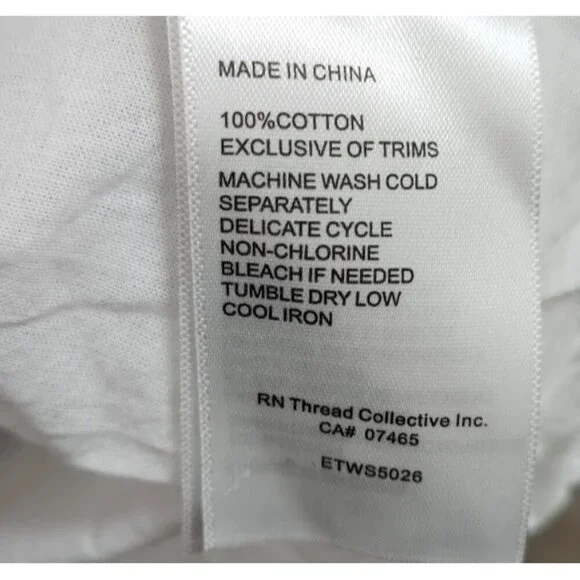 MADE IN CHINA
100%COTTON
EXCLUSIVE OF TRIMS
MACHINE WASH COLD
SEPARATELY
DELICATE CYCLE
NON-CHLORINE
BLEACH IF NEEDED
TUMBLE DRY LOW
COOL IRON
RN Thread Collective Inc.
CA# 07465
ETWS5026